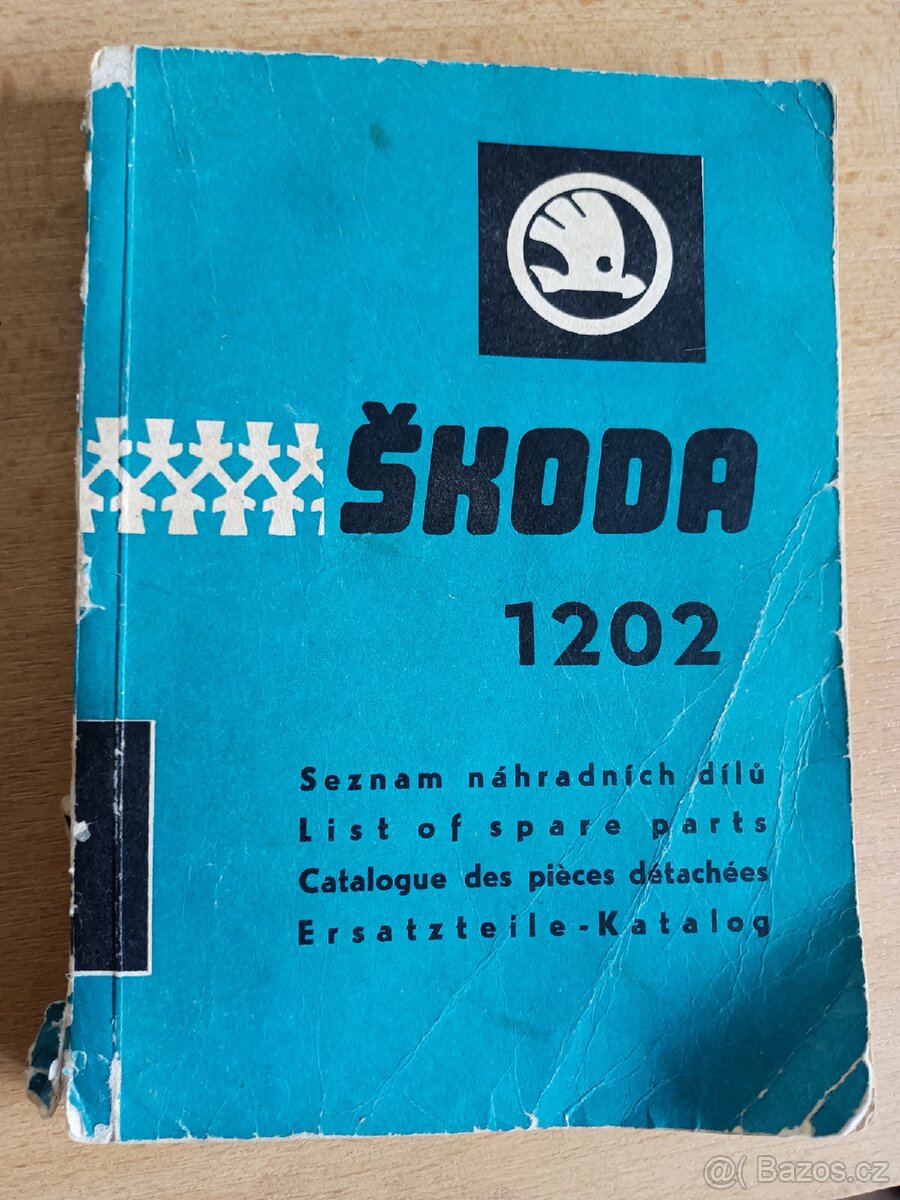 ŠKODA
1202
Seznam náhradních dílů
List of spare parts
Catalogue des pièces détachées
Ersatzteile-Katalog
@( Bazos.cz